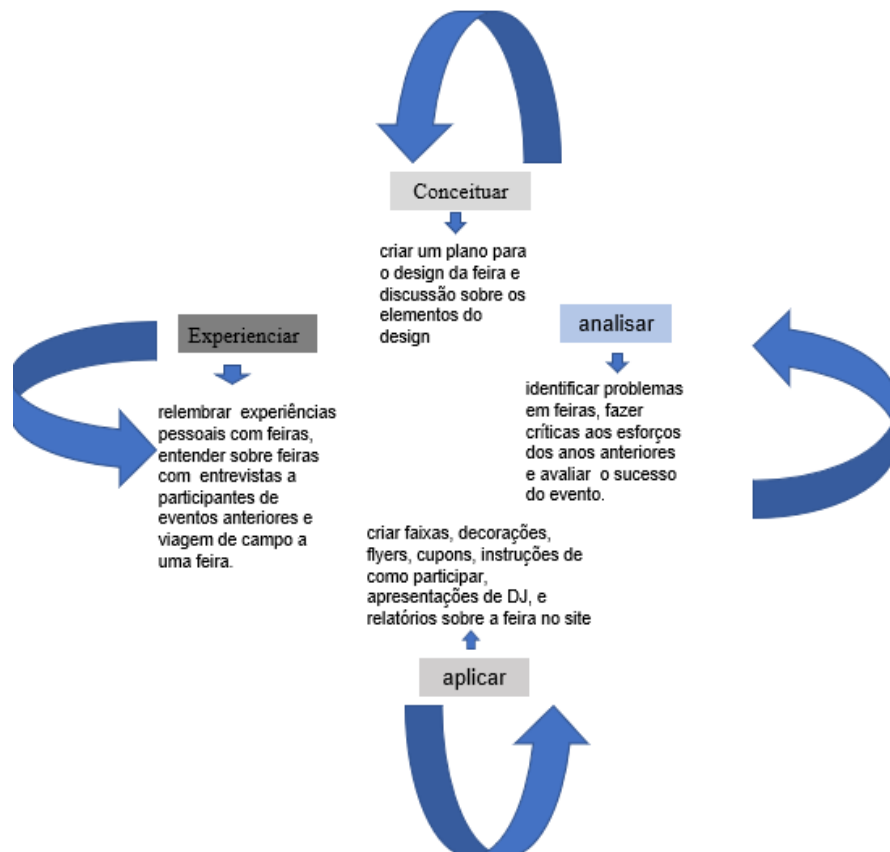 Conceituar
criar um plano para
o design da feira e
discussão sobre os
elementos do
design
Experienciar
relembrar experiências
pessoais com feiras,
entender sobre feiras
com entrevistas a
participantes de
eventos anteriores e
viagem de campo a
uma feira.
analisar
identificar problemas
em feiras, fazer
críticas aos esforços
dos anos anteriores
e avaliar o sucesso
do evento.
criar faixas, decorações,
flyers, cupons, instruções de
como participar,
apresentações de DJ, e
relatórios sobre a feira no site
aplicar